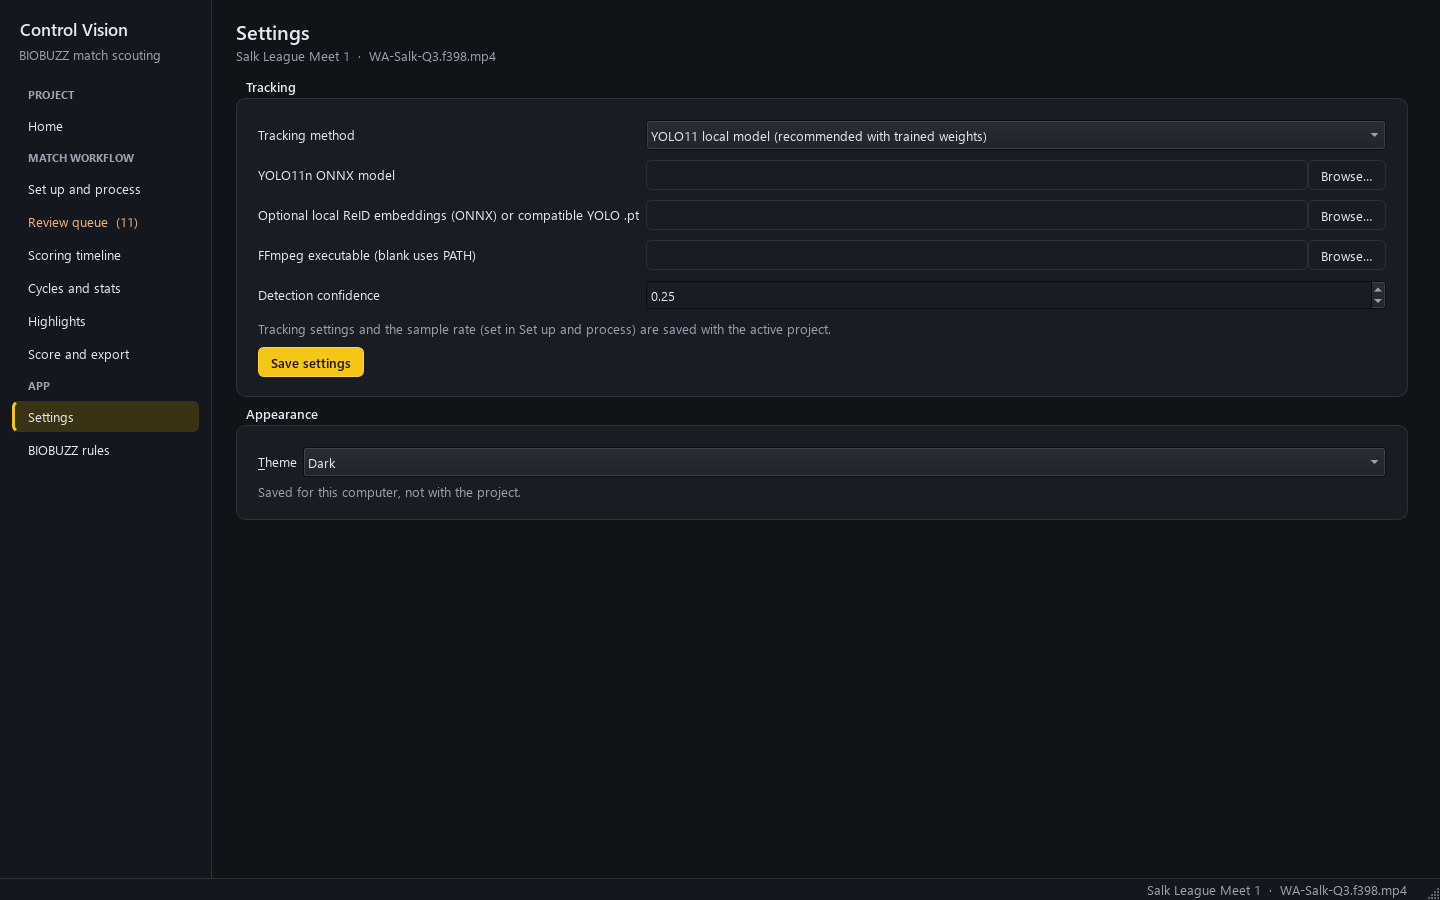 Control Vision
BIOBUZZ match scouting
PROJECT
Home
MATCH WORKFLOW
Set up and process
Review queue (11)
Scoring timeline
Cycles and stats
Highlights
Score and export
APP
Settings
BIOBUZZ rules
Settings
Salk League Meet 1 · WA-Salk-Q3.f398.mp4
Tracking
Tracking method
YOLO11 local model (recommended with trained weights)
YOLO11n ONNX model
Browse...
Optional local ReID embeddings (ONNX) or compatible YOLO .pt
Browse...
FFmpeg executable (blank uses PATH)
Browse...
Detection confidence
0.25
Tracking settings and the sample rate (set in Set up and process) are saved with the active project.
Save settings
Appearance
Theme
Dark
Saved for this computer, not with the project.
Salk League Meet 1 · WA-Salk-Q3.f398.mp4